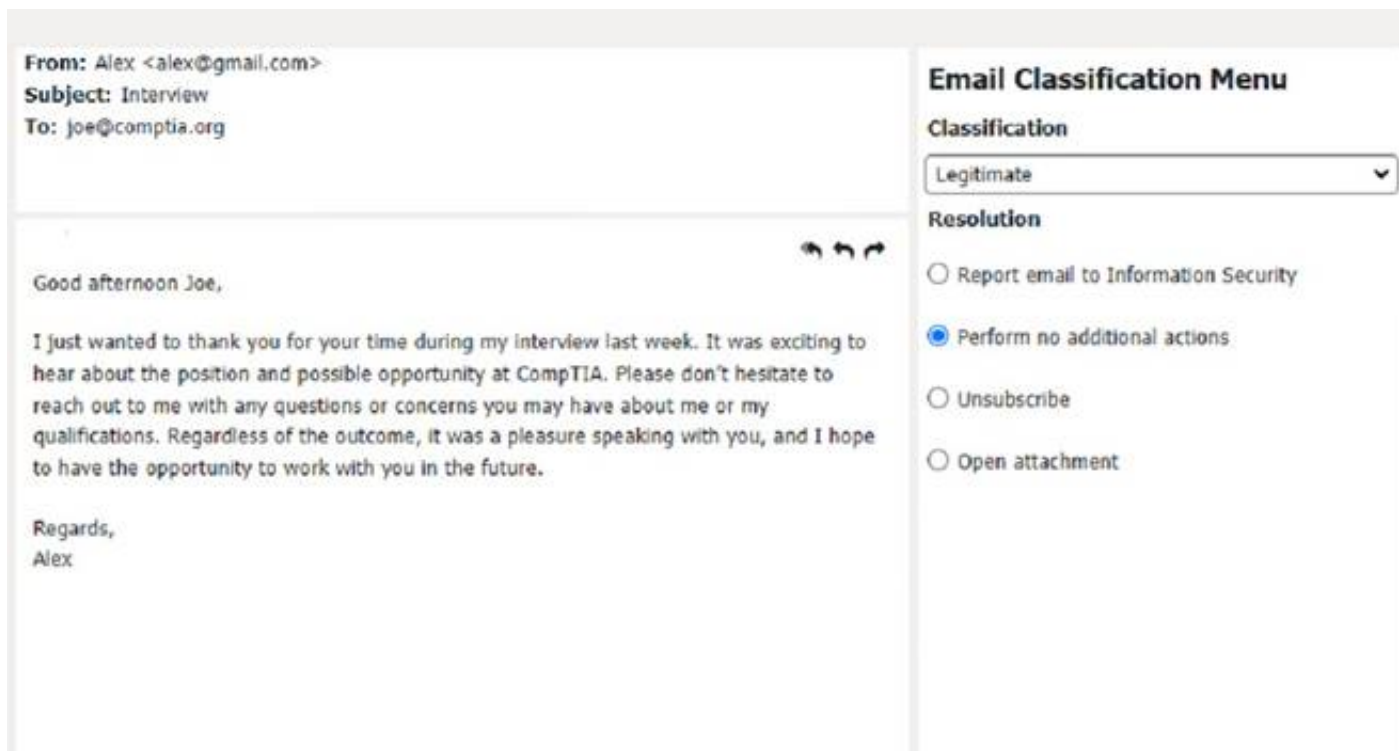 From: Alex <alex@gmail.com>
Subject: Interview
To: joe@comptia.org
Good afternoon Joe,
I just wanted to thank you for your time during my interview last week. It was exciting to
hear about the position and possible opportunity at CompTIA. Please don't hesitate to
reach out to me with any questions or concerns you may have about me or my
qualifications. Regardless of the outcome, it was a pleasure speaking with you, and I hope
to have the opportunity to work with you in the future.
Regards,
Alex
Email Classification Menu
Classification
Legitimate
Resolution
Report email to Information Security
Perform no additional actions
Unsubscribe
Open attachment